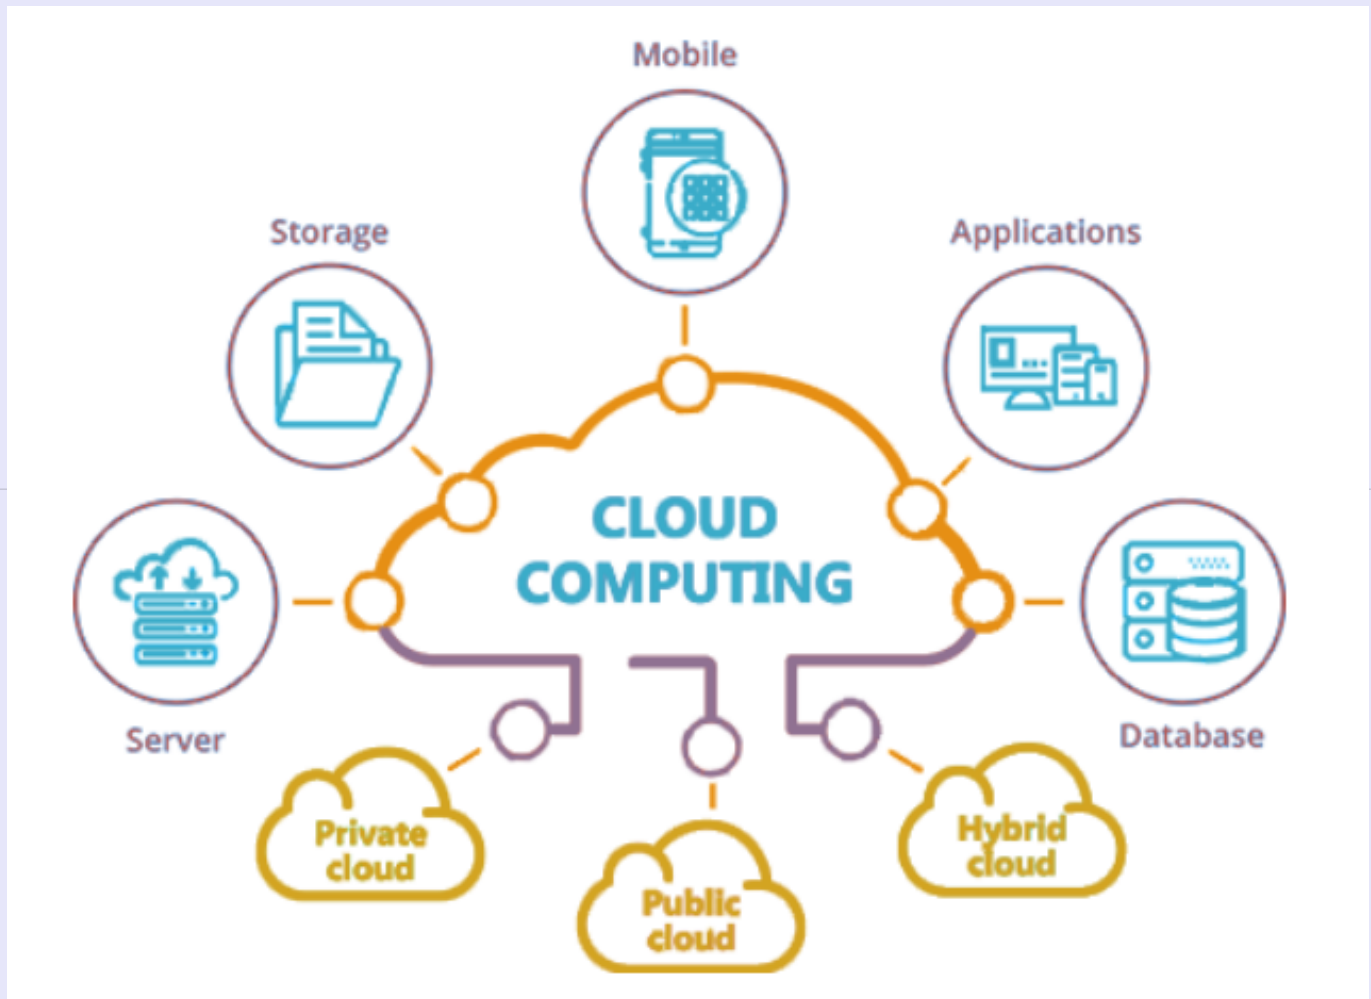 Mobile
Storage
Applications
CLOUD
COMPUTING
Server
Database
Private
cloud
Public
cloud
Hybrid
cloud